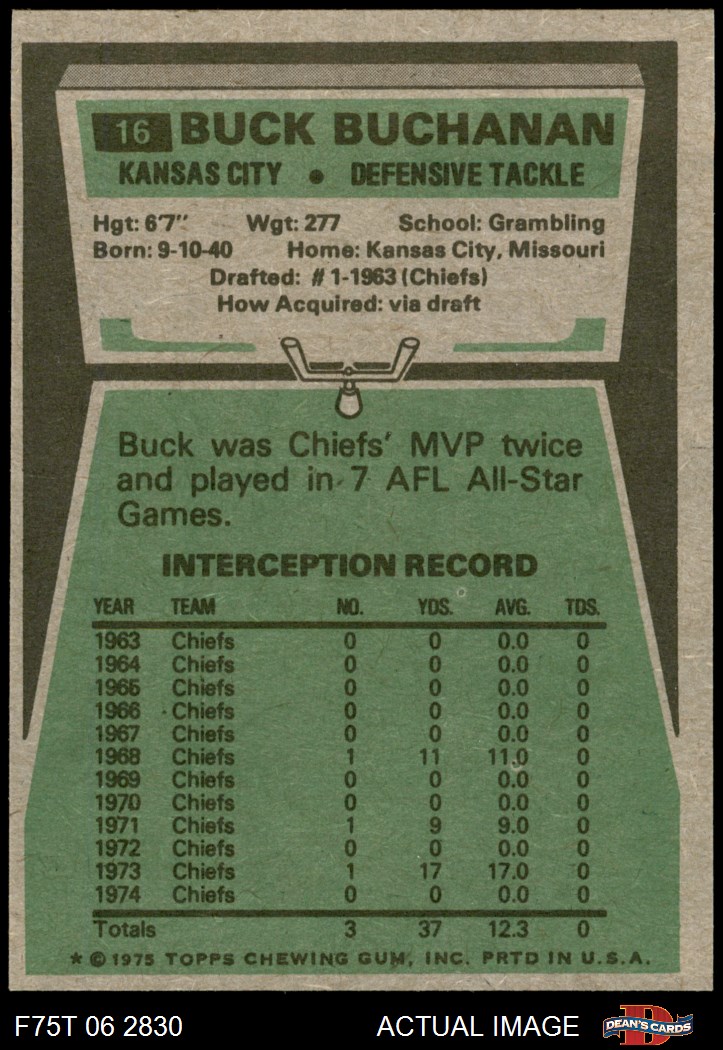 16 BUCK BUCHANAN
KANSAS CITY • DEFENSIVE TACKLE
Hgt: 6'7" Wgt: 277 School: Grambling
Born: 9-10-40 Home: Kansas City, Missouri
Drafted: #1-1963 (Chiefs)
How Acquired: via draft
Buck was Chiefs' MVP twice
and played in 7 AFL All-Star
Games.
INTERCEPTION RECORD
YEAR TEAM NO. YDS. AVG. TDS.
1963 Chiefs 0 0 0.0 0
1964 Chiefs 0 0 0.0 0
1965 Chiefs 0 0 0.0 0
1966 Chiefs 0 0 0.0 0
1967 Chiefs 0 0 0.0 0
1968 Chiefs 1 11 11.0 0
1969 Chiefs 0 0 0.0 0
1970 Chiefs 0 0 0.0 0
1971 Chiefs 1 9 9.0 0
1972 Chiefs 0 0 0.0 0
1973 Chiefs 1 17 17.0 0
1974 Chiefs 0 0 0.0 0
Totals 3 37 12.3 0
* © 1975 TOPPS CHEWING GUM, INC. PRTD IN U.S.A.
F75T 06 2830 ACTUAL IMAGE D DEAN'S CARDS